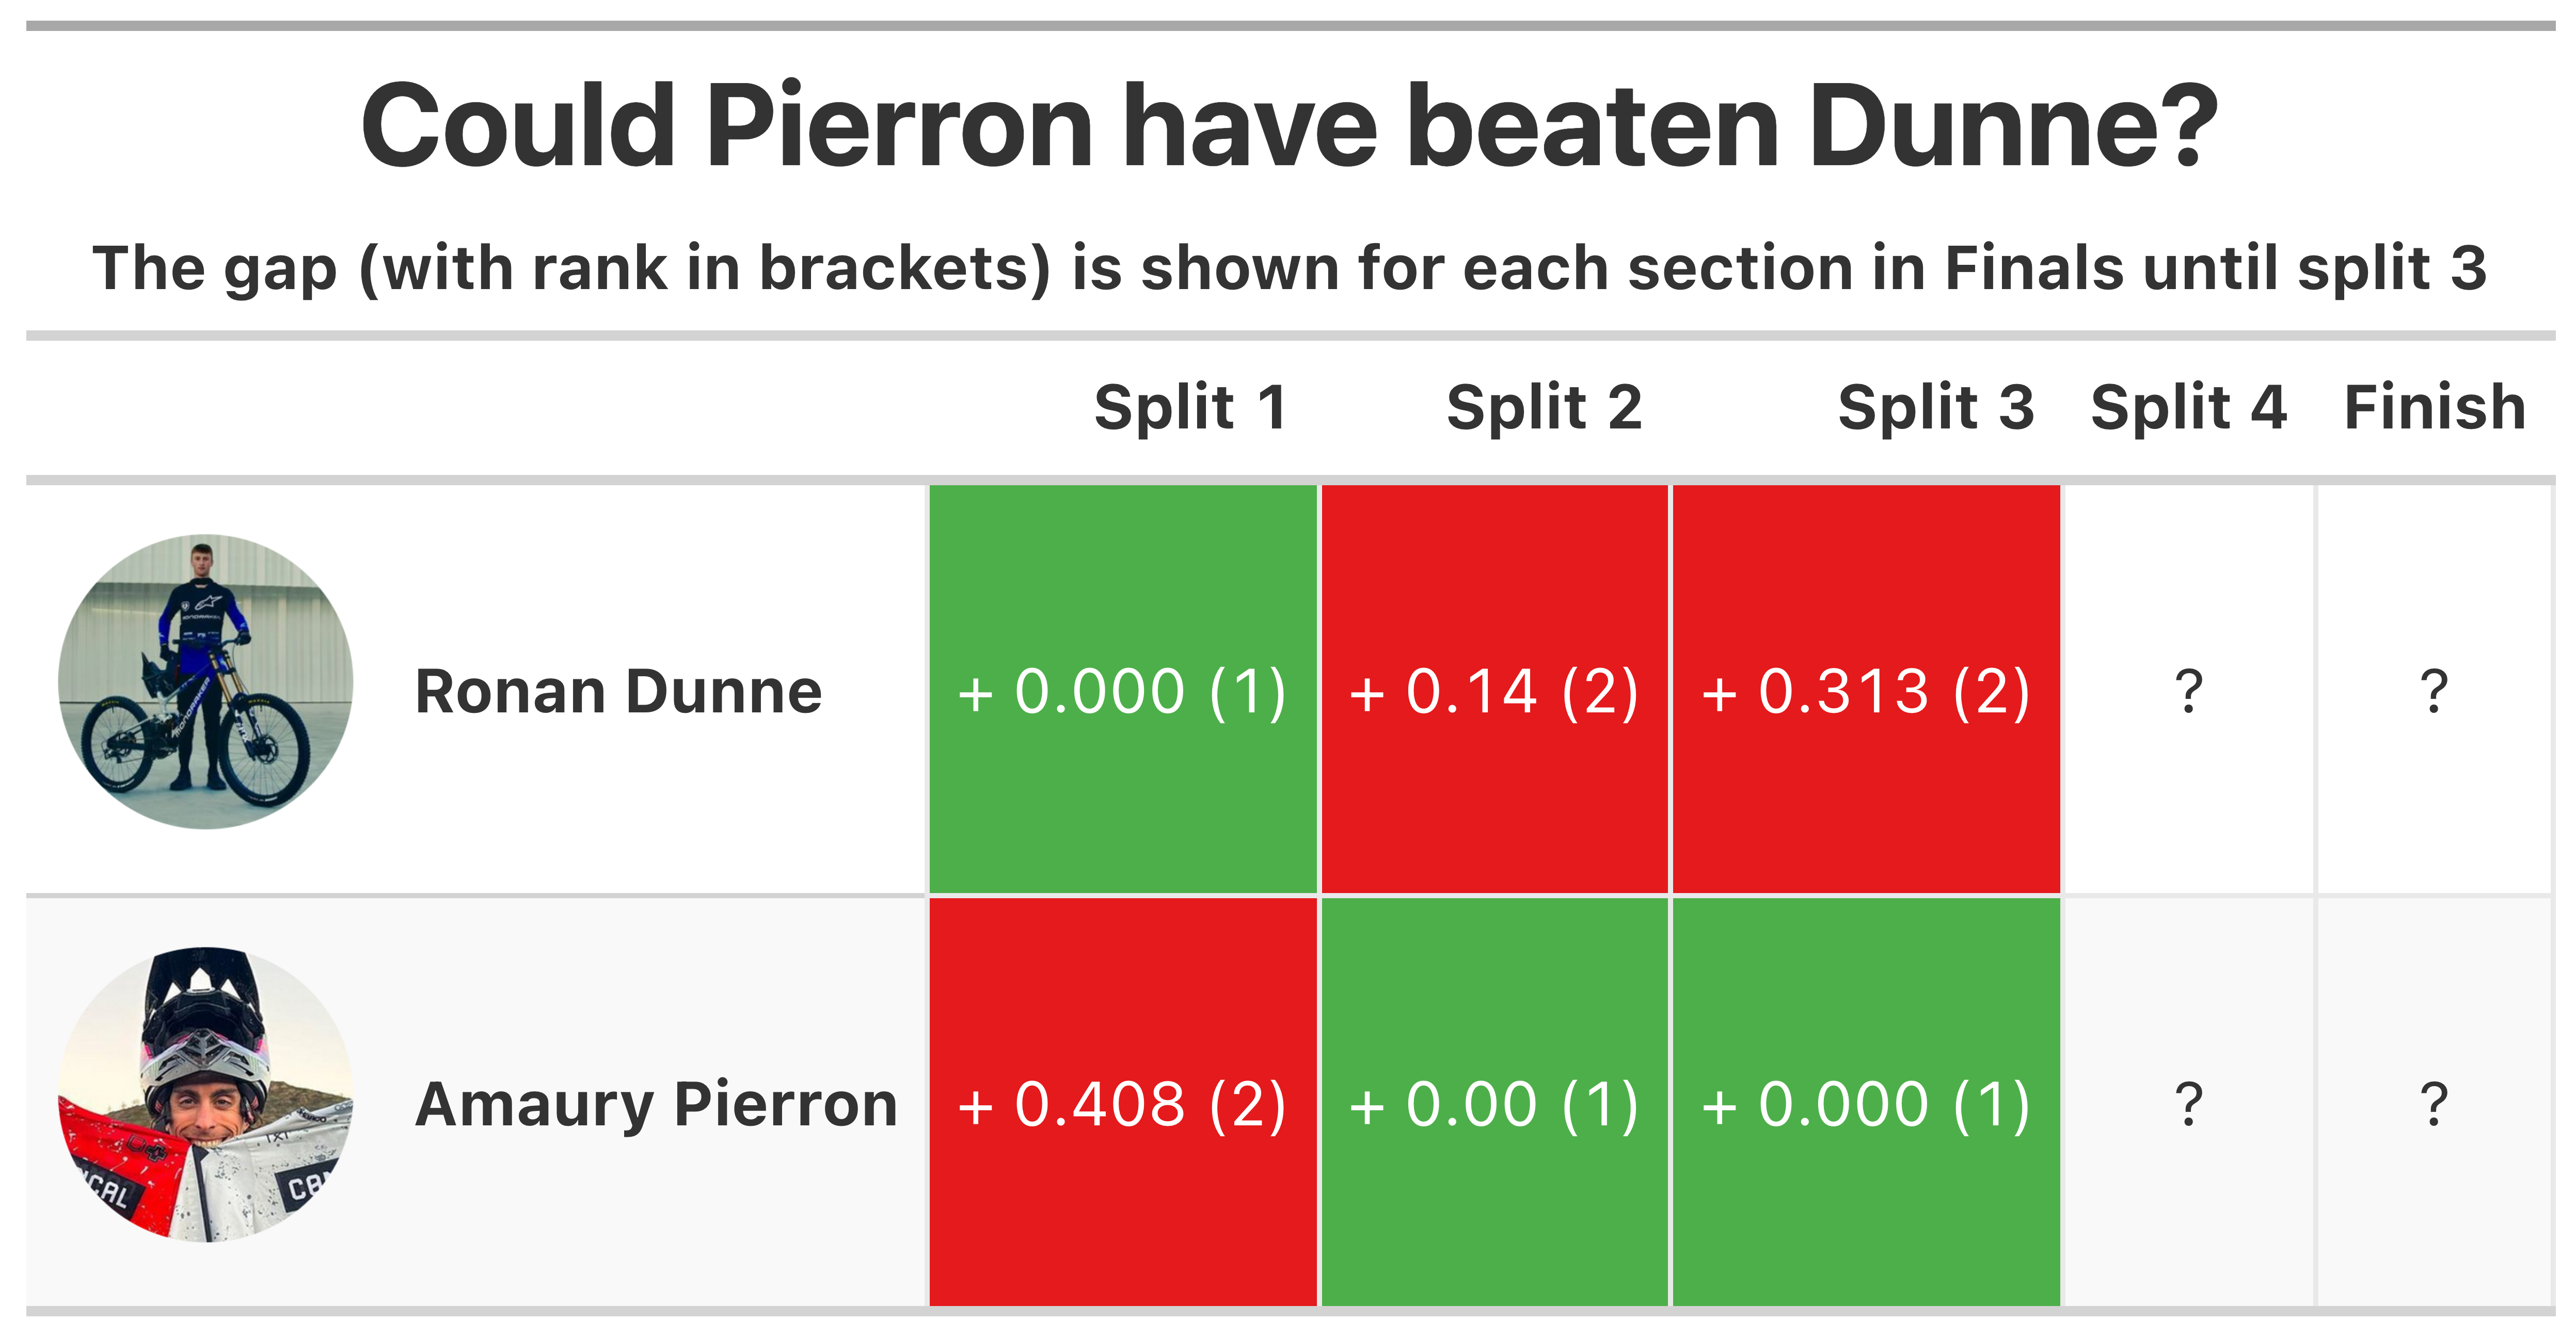 Could Pierron have beaten Dunne?
The gap (with rank in brackets) is shown for each section in Finals until split 3
Split 1 Split 2 Split 3 Split 4 Finish
MONDRAKER
MONDRAKER
Ronan Dunne + 0.000 (1) + 0.14 (2) + 0.313 (2) ? ?
Amaury Pierron + 0.408 (2) + 0.00 (1) + 0.000 (1) ? ?